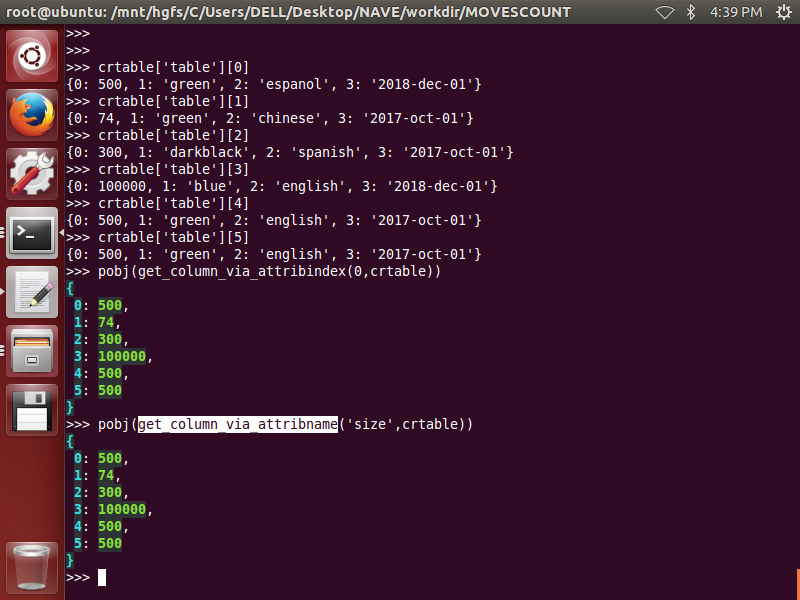 root@ubuntu: /mnt/hgfs/C/Users/DELL/Desktop/NAVE/workdir/MOVESCOUNT 4:39 PM
>>>
>>>
>>> crtable['table'][0]
{0: 500, 1: 'green', 2: 'espanol', 3: '2018-dec-01'}
>>> crtable['table'][1]
{0: 74, 1: 'green', 2: 'chinese', 3: '2017-oct-01'}
>>> crtable['table'][2]
{0: 300, 1: 'darkblack', 2: 'spanish', 3: '2017-oct-01'}
>>> crtable['table'][3]
{0: 100000, 1: 'blue', 2: 'english', 3: '2018-dec-01'}
>>> crtable['table'][4]
{0: 500, 1: 'green', 2: 'english', 3: '2017-oct-01'}
>>> crtable['table'][5]
{0: 500, 1: 'green', 2: 'english', 3: '2017-oct-01'}
>>> pobj(get_column_via_attribindex(0,crtable))
{
 0: 500,
 1: 74,
 2: 300,
 3: 100000,
 4: 500,
 5: 500
}
>>> pobj(get_column_via_attribname('size',crtable))
{
 0: 500,
 1: 74,
 2: 300,
 3: 100000,
 4: 500,
 5: 500
}
>>>